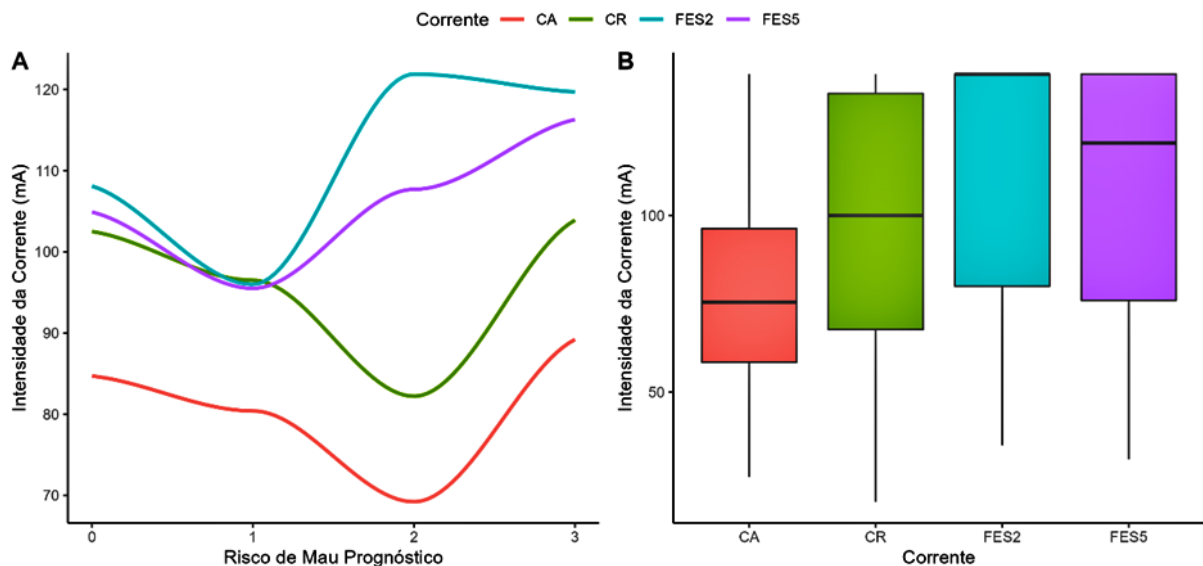 Corrente CA CR FES2 FES5
A
Intensidade da Corrente (mA)
120
110
100
90
80
70
0 1 2 3
Risco de Mau Prognóstico
B
Intensidade da Corrente (mA)
100
50
CA CR FES2 FES5
Corrente